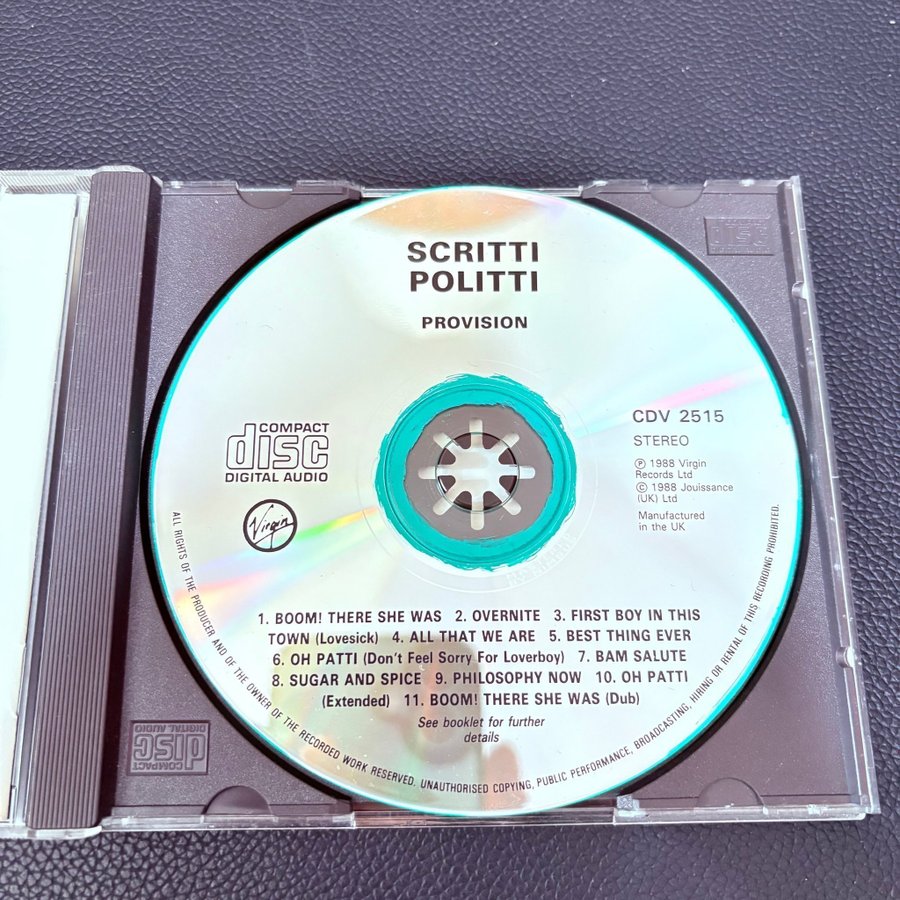 SCRITTI
POLITTI
PROVISION
COMPACT
disc
DIGITAL AUDIO
Virgin
CDV 2515
STEREO
Ⓟ 1988 Virgin
Records Ltd
© 1988 Jouissance
(UK) Ltd
Manufactured
in the UK
1. BOOM! THERE SHE WAS 2. OVERNITE 3. FIRST BOY IN THIS
TOWN (Lovesick) 4. ALL THAT WE ARE 5. BEST THING EVER
6. OH PATTI (Don't Feel Sorry For Loverboy) 7. BAM SALUTE
8. SUGAR AND SPICE 9. PHILOSOPHY NOW 10. OH PATTI
(Extended) 11. BOOM! THERE SHE WAS (Dub)
See booklet for further
details
ALL RIGHTS OF THE PRODUCER AND OF THE OWNER OF THE RECORDED WORK RESERVED. UNAUTHORISED COPYING, PUBLIC PERFORMANCE, BROADCASTING, HIRING OR RENTAL OF THIS RECORDING PROHIBITED.
disc
COMPACT
disc
DIGITAL AUDIO